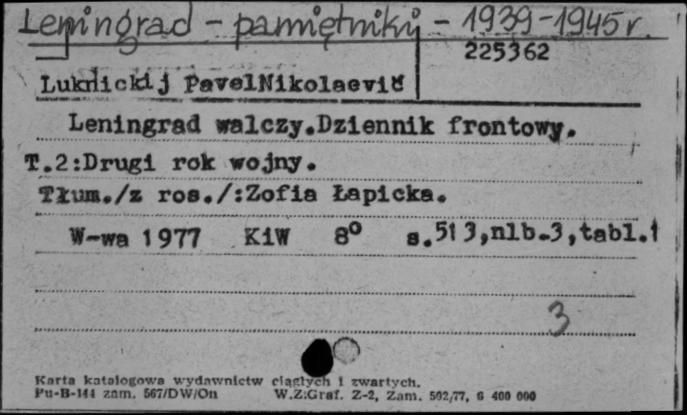 Leningrad - pamiętniki - 1939-1945 r.
225362
Luknickij PavelNikolaevič
Leningrad walczy.Dziennik frontowy.
T.2:Drugi rok wojny.
Tłum./z ros./:Zofia Łapicka.
W-wa 1977 KiW 8° s.513,nlb.3,tabl.1
3
Karta katalogowa wydawnictw ciągłych i zwartych.
Pu-B-144 zam. 567/DW/On W.Z.Graf. Z-2, Zam. 502/77, 6 400 000